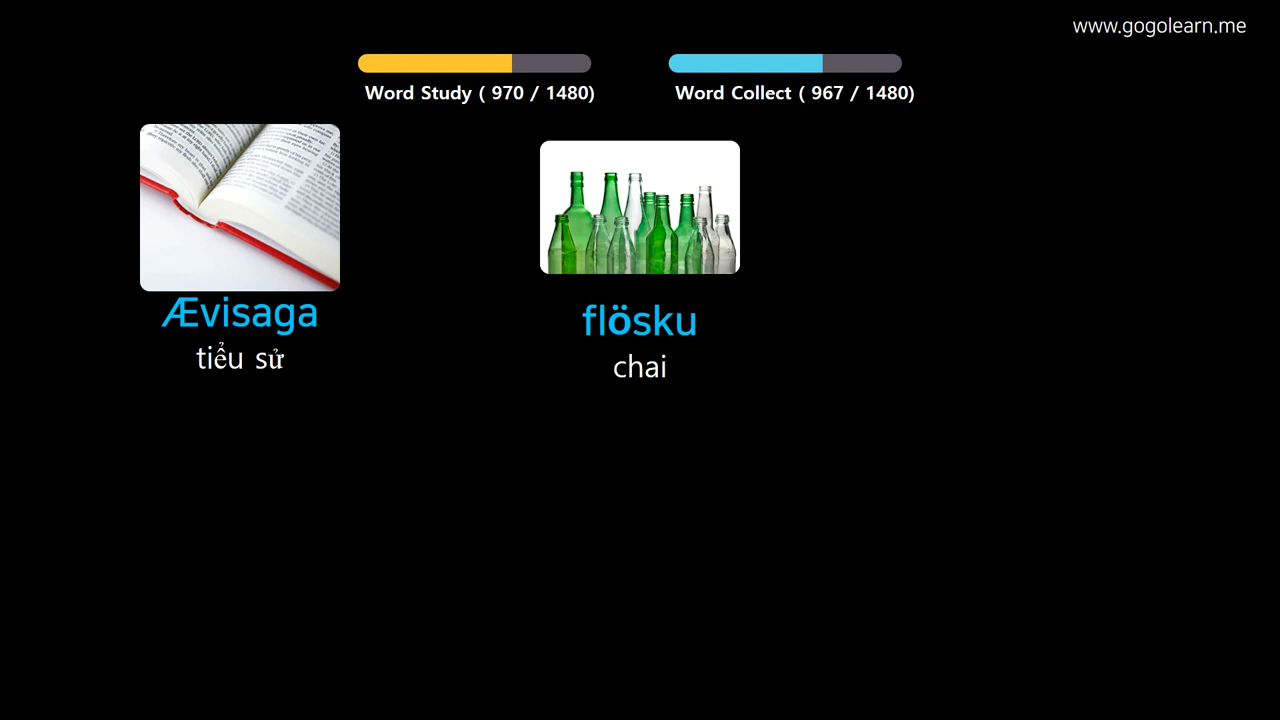 www.gogolearn.me
Word Study ( 970 / 1480)
Word Collect ( 967 / 1480)
Ævisaga
tiểu sử
flösku
chai